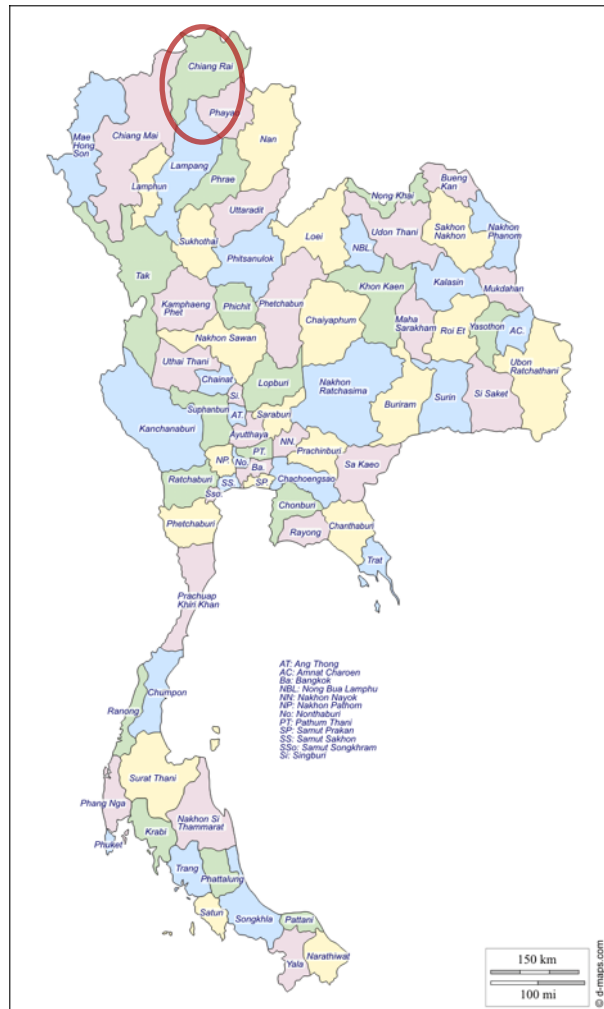 Chiang Rai
Phayao
Mae
Hong
Son
Chiang Mai
Nan
Lampang
Lamphun
Phrae
Uttaradit
Sukhothai
Loei
Nong Khai
Bueng
Kan
Udon Thani
Sakhon
Nakhon
Nakhon
Phanom
NBL.
Phitsanulok
Tak
Khon Kaen
Kalasin
Mukdahan
Kamphaeng
Phet
Phichit
Phetchabun
Chaiyaphum
Maha
Sarakham
Roi Et
Yasothon
AC.
Nakhon Sawan
Uthai Thani
Ubon
Ratchathani
Chainat
Lopburi
Nakhon
Ratchasima
Buriram
Surin
Si Saket
Si.
Suphanburi
AT.
Saraburi
Kanchanaburi
Ayutthaya
NN.
PT.
Prachinburi
NP.
No.
Ba.
Sa Kaeo
Ratchaburi
SS.
SP.
Chachoengsao
Sso.
Chonburi
Phetchaburi
Rayong
Chanthaburi
Trat
Prachuap
Khiri Khan
AT: Ang Thong
AC: Amnat Charoen
Ba: Bangkok
NBL: Nong Bua Lamphu
NN: Nakhon Nayok
NP: Nakhon Pathom
No: Nonthaburi
PT: Pathum Thani
SP: Samut Prakan
SS: Samut Sakhon
SSo: Samut Songkhram
Si: Singburi
Chumpon
Ranong
Surat Thani
Phang Nga
Nakhon Si
Thammarat
Krabi
Phuket
Trang
Phattalung
Satun
Songkhla
Pattani
Yala
Narathiwat
150 km
100 mi
© d-maps.com